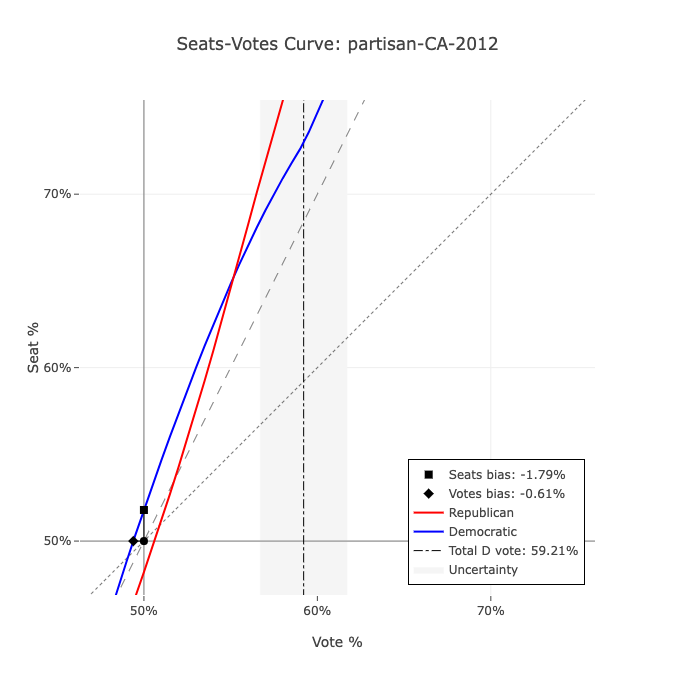 Seats-Votes Curve: partisan-CA-2012
70%
60%
50%
Seat %
50%
60%
70%
Vote %
Seats bias: -1.79%
Votes bias: -0.61%
Republican
Democratic
Total D vote: 59.21%
Uncertainty